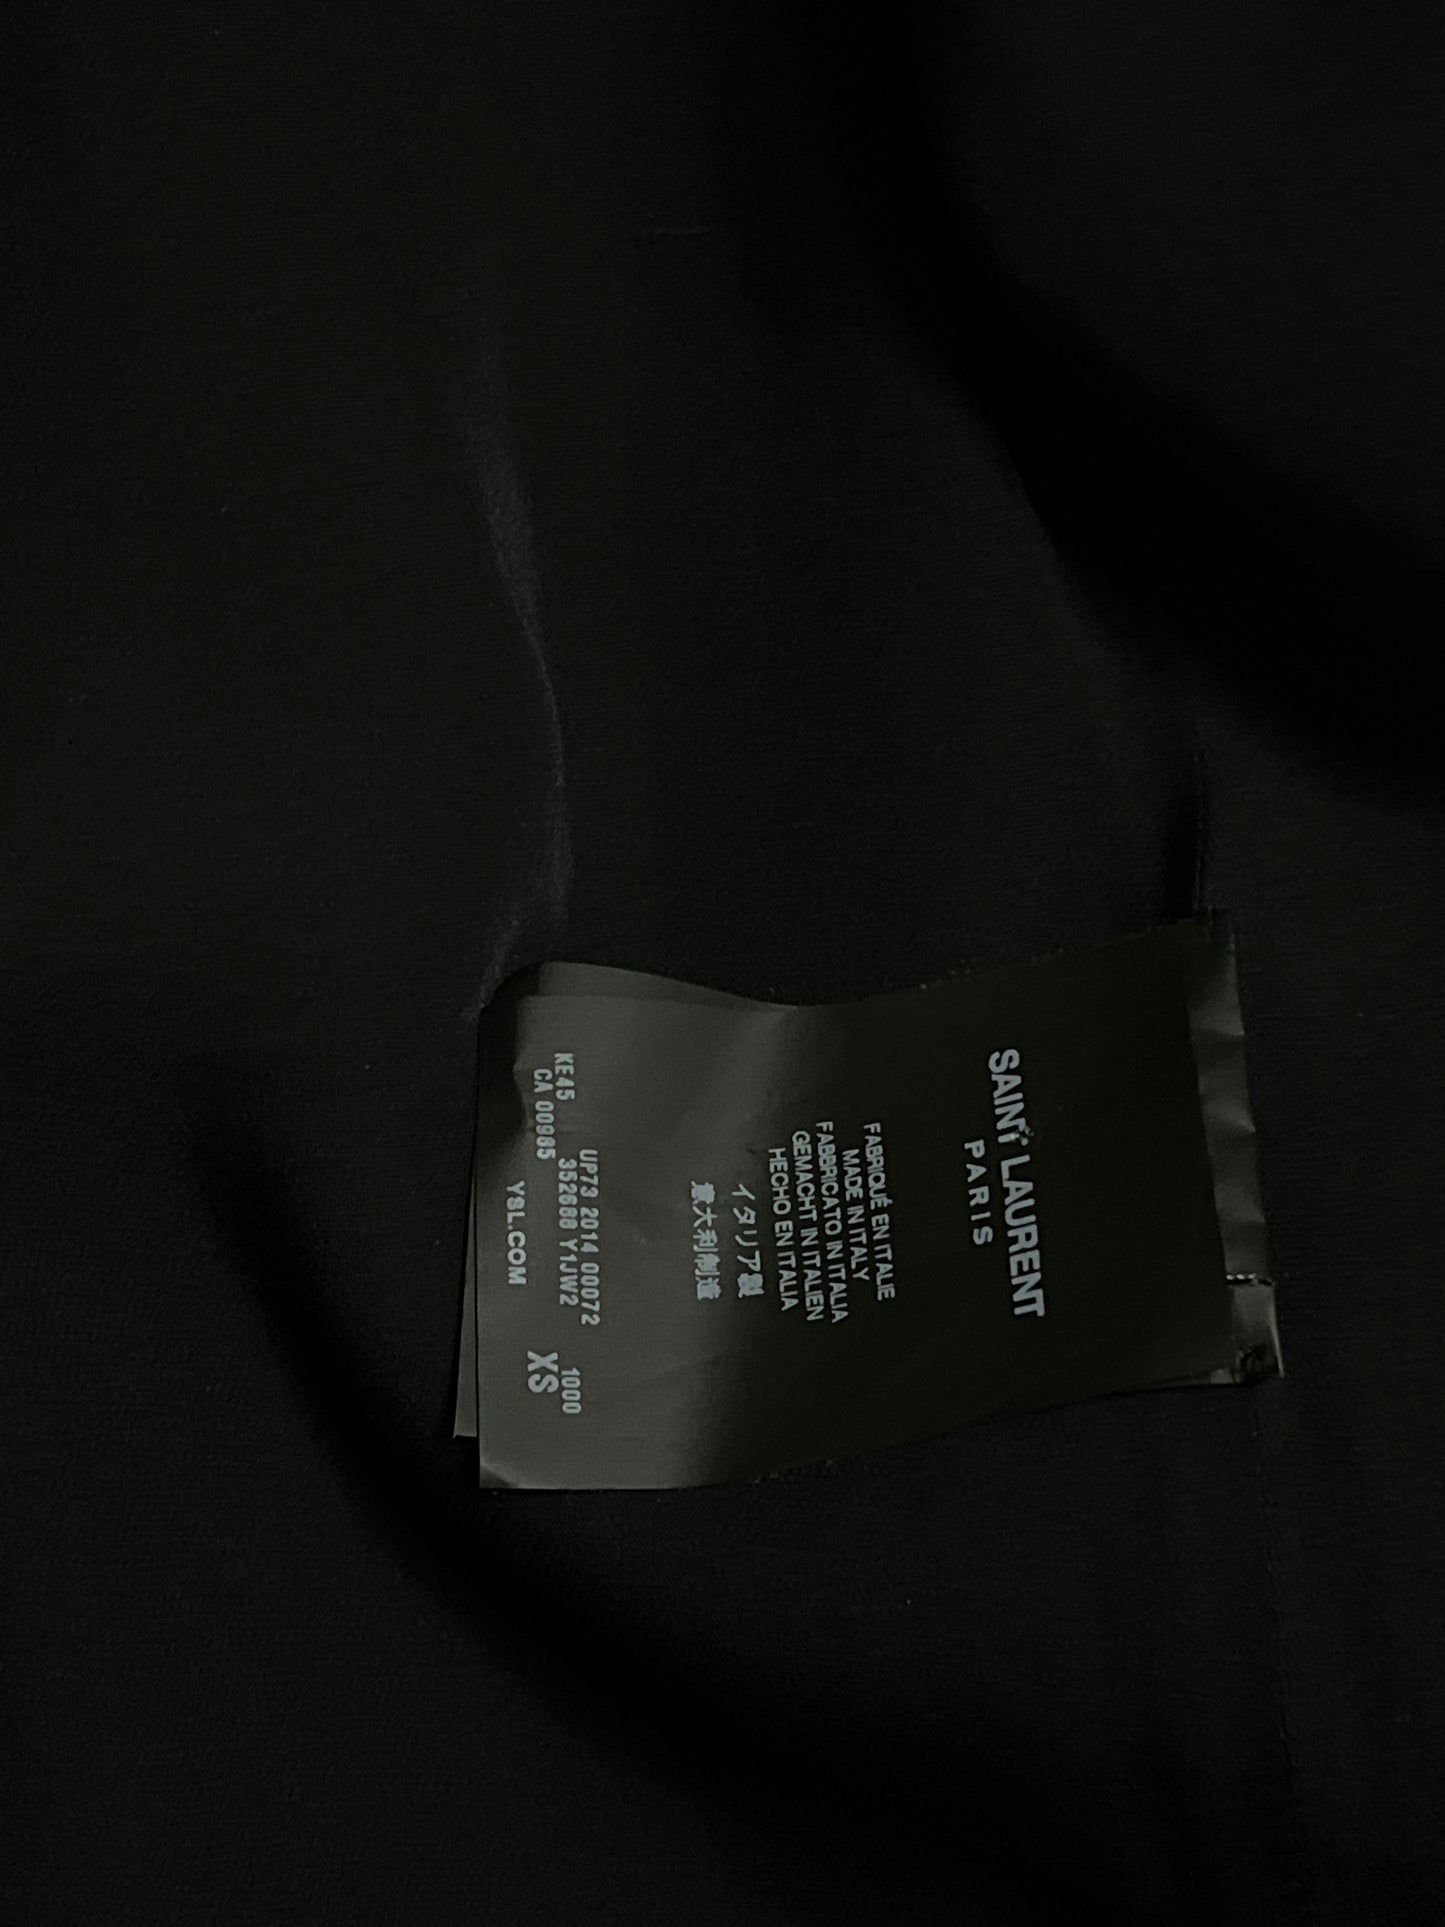 SAINT LAURENT
PARIS
FABRIQUÉ EN ITALIE
MADE IN ITALY
FABBRICATO IN ITALIA
GEMACHT IN ITALIEN
HECHO EN ITALIA
イタリア製
意大利制造
UP73 2014 00072 1000
KE45 352688 Y1JW2 XS
CA 00985
YSL.COM